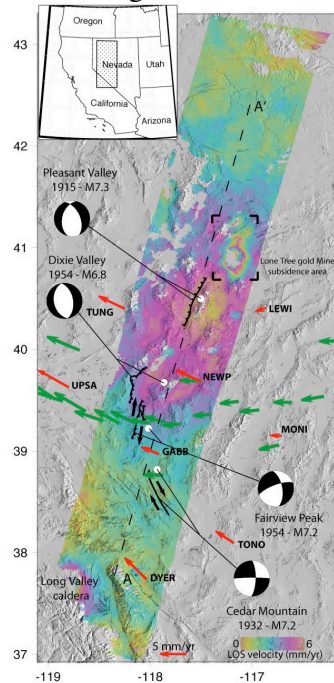 43
Oregon
Nevada
Utah
California
Arizona
A'
42
Pleasant Valley
1915 - M7.3
41
Lone Tree gold Mine
subsidence area
Dixie Valley
1954 - M6.8
TUNG
LEWI
40
UPSA
NEWP
MONI
39
GABB
Fairview Peak
1954 - M7.2
TONO
38
Long Valley
caldera
A
DYER
Cedar Mountain
1932 - M7.2
5 mm/yr
0 6
LOS velocity (mm/yr)
37
-119 -118 -117